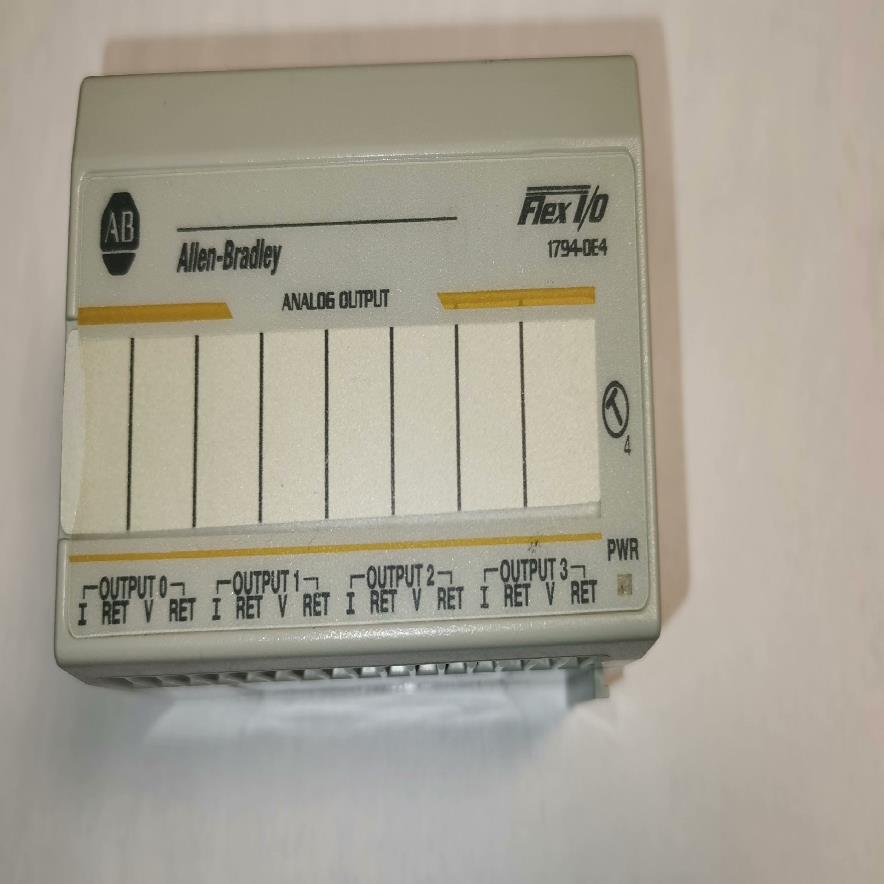 AB
Allen-Bradley
Flex I/O
1794-OE4
ANALOG OUTPUT
4
PWR
OUTPUT 0 OUTPUT 1 OUTPUT 2 OUTPUT 3
I RET V RET I RET V RET I RET V RET I RET V RET